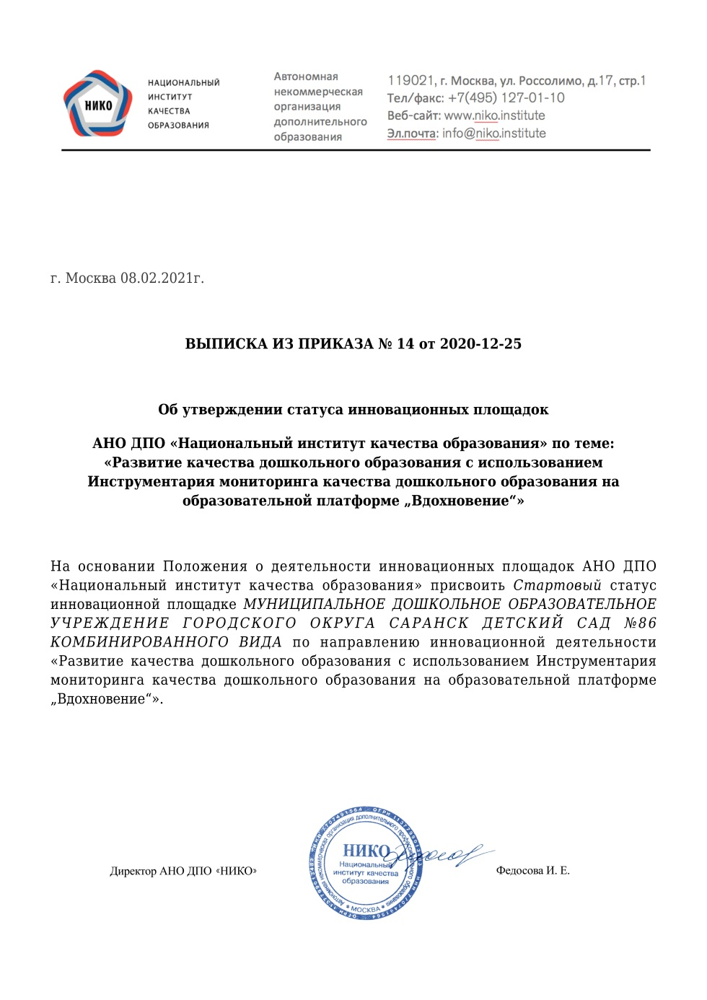 НИКО
НАЦИОНАЛЬНЫЙ
ИНСТИТУТ
КАЧЕСТВА
ОБРАЗОВАНИЯ
Автономная
некоммерческая
организация
дополнительного
образования
119021, г. Москва, ул. Россолимо, д.17, стр.1
Тел/факс: +7(495) 127-01-10
Веб-сайт: www.niko.institute
Эл.почта: info@niko.institute
г. Москва 08.02.2021г.
ВЫПИСКА ИЗ ПРИКАЗА № 14 от 2020-12-25
Об утверждении статуса инновационных площадок
АНО ДПО «Национальный институт качества образования» по теме:
«Развитие качества дошкольного образования с использованием
Инструментария мониторинга качества дошкольного образования на
образовательной платформе „Вдохновение“»
На основании Положения о деятельности инновационных площадок АНО ДПО
«Национальный институт качества образования» присвоить Стартовый статус
инновационной площадке МУНИЦИПАЛЬНОЕ ДОШКОЛЬНОЕ ОБРАЗОВАТЕЛЬНОЕ
УЧРЕЖДЕНИЕ ГОРОДСКОГО ОКРУГА САРАНСК ДЕТСКИЙ САД №86
КОМБИНИРОВАННОГО ВИДА по направлению инновационной деятельности
«Развитие качества дошкольного образования с использованием Инструментария
мониторинга качества дошкольного образования на образовательной платформе
„Вдохновение“».
Директор АНО ДПО «НИКО»
Автономная некоммерческая организация дополнительного профессионального образования
* МОСКВА *
НИКО
Национальный
институт качества
образования
Федосова И. Е.